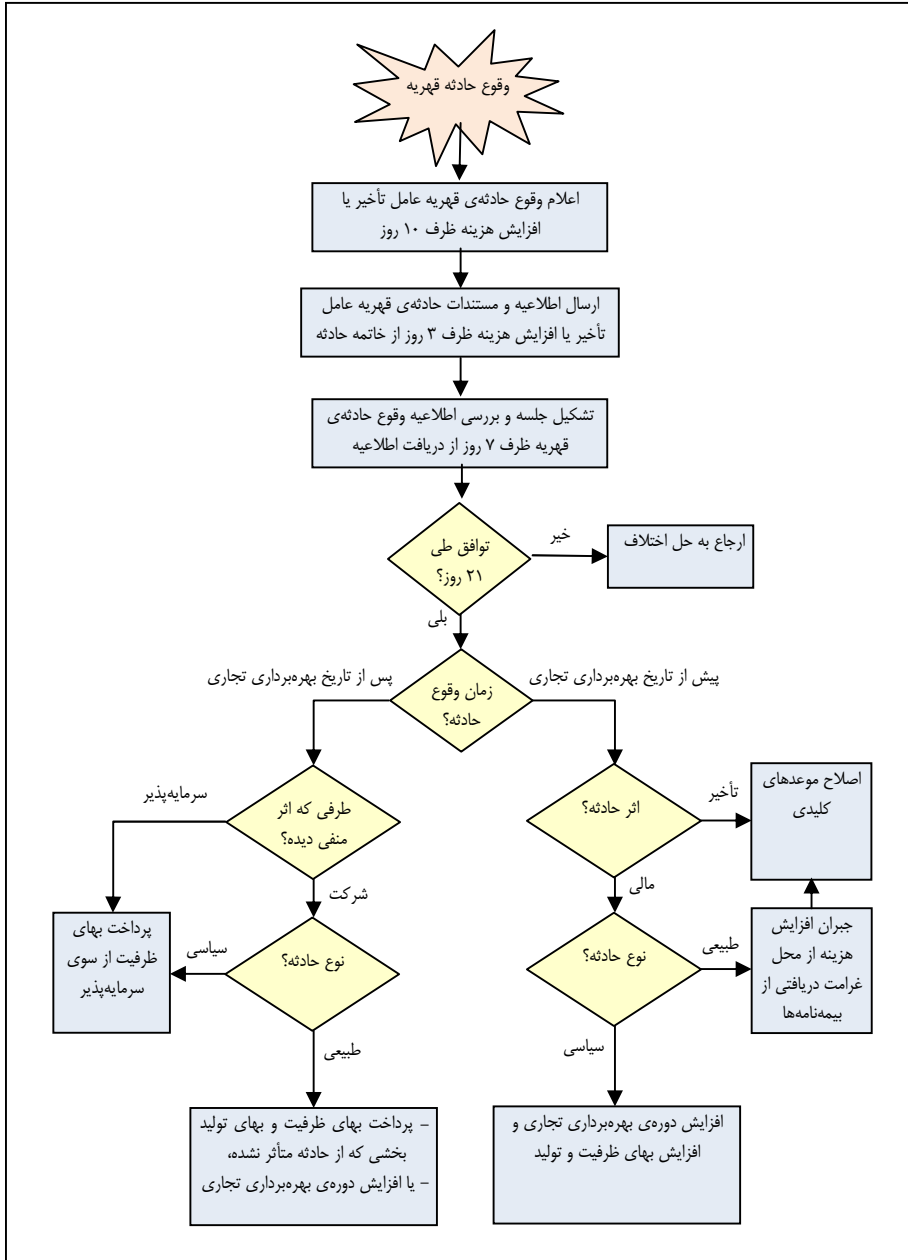 وقوع حادثه قهریه
اعلام وقوع حادثه‌ی قهریه عامل تأخیر یا
افزایش هزینه ظرف ۱۰ روز
ارسال اطلاعیه و مستندات حادثه‌ی قهریه عامل
تأخیر یا افزایش هزینه ظرف ۳ روز از خاتمه حادثه
تشکیل جلسه و بررسی اطلاعیه وقوع حادثه‌ی
قهریه ظرف ۷ روز از دریافت اطلاعیه
توافق طی
۲۱ روز؟
خیر
ارجاع به حل اختلاف
بلی
زمان وقوع
حادثه؟
پیش از تاریخ بهره‌برداری تجاری
پس از تاریخ بهره‌برداری تجاری
اثر حادثه؟
تأخیر
اصلاح موعدهای
کلیدی
مالی
نوع حادثه؟
طبیعی
جبران افزایش
هزینه از محل
غرامت دریافتی از
بیمه‌نامه‌ها
سیاسی
افزایش دوره‌ی بهره‌برداری تجاری و
افزایش بهای ظرفیت و تولید
طرفی که اثر
منفی دیده؟
سرمایه‌پذیر
شرکت
نوع حادثه؟
سیاسی
پرداخت بهای
ظرفیت از سوی
سرمایه‌پذیر
طبیعی
- پرداخت بهای ظرفیت و بهای تولید
بخشی که از حادثه متأثر نشده،
- یا افزایش دوره‌ی بهره‌برداری تجاری